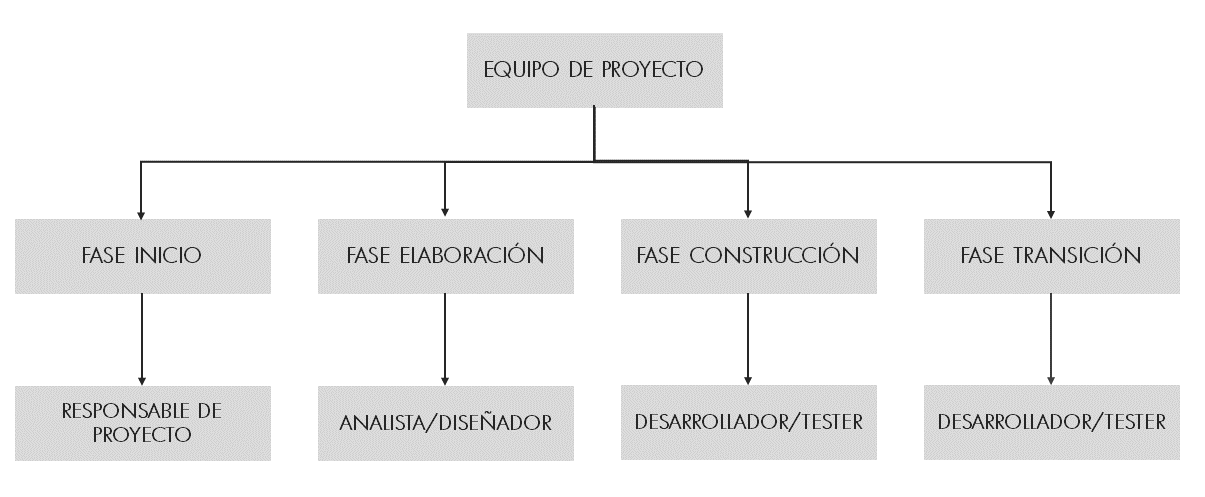 EQUIPO DE PROYECTO
FASE INICIO
FASE ELABORACIÓN
FASE CONSTRUCCIÓN
FASE TRANSICIÓN
RESPONSABLE DE
PROYECTO
ANALISTA/DISEÑADOR
DESARROLLADOR/TESTER
DESARROLLADOR/TESTER